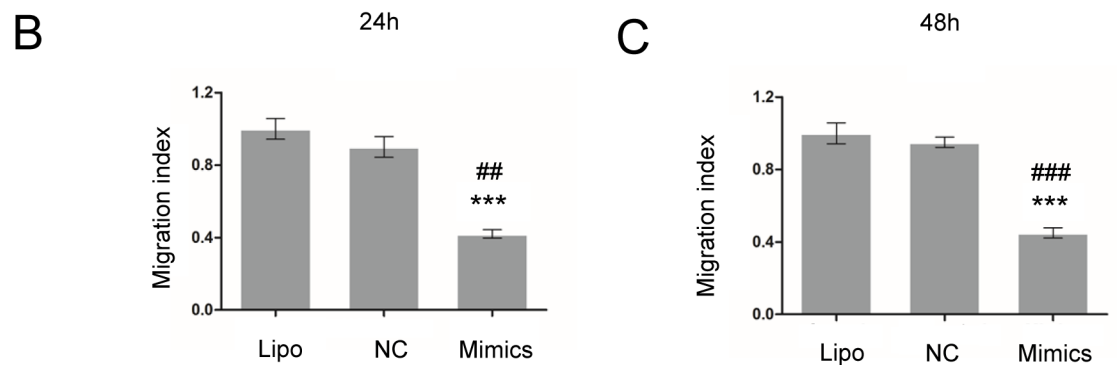 B
24h
Migration index
1.2
0.8
0.4
0.0
##
***
Lipo NC Mimics
C
48h
Migration index
1.2
0.8
0.4
0.0
###
***
Lipo NC Mimics